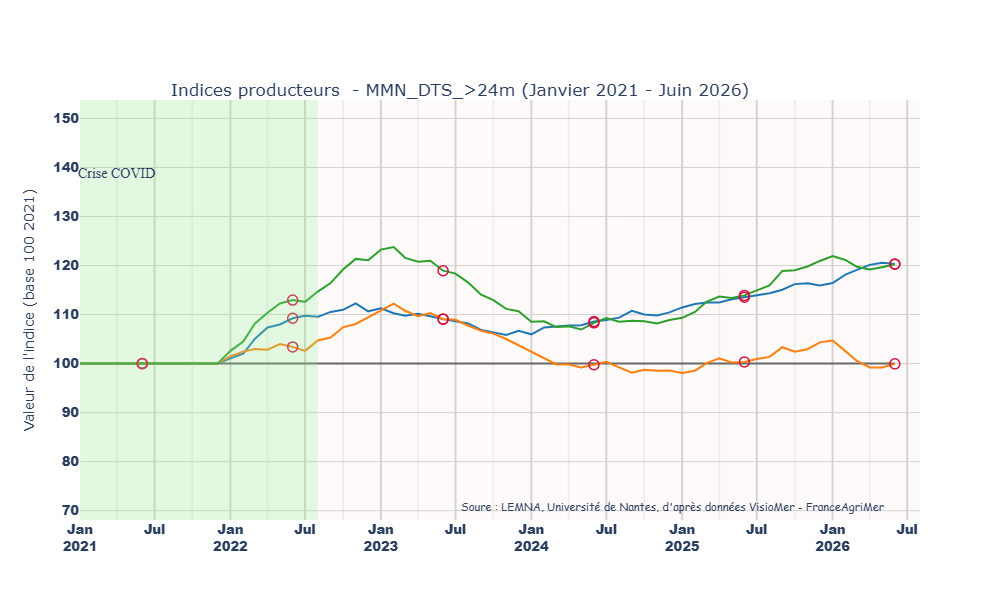 Indices producteurs - MMN_DTS_>24m (Janvier 2021 - Juin 2026)
150
140
Crise COVID
130
120
110
100
90
80
70
Valeur de l'indice (base 100 2021)
Soure : LEMNA, Université de Nantes, d'après données VisioMer - FranceAgriMer
Jan Jul Jan Jul Jan Jul Jan Jul Jan Jul Jan Jul
2021 2022 2023 2024 2025 2026